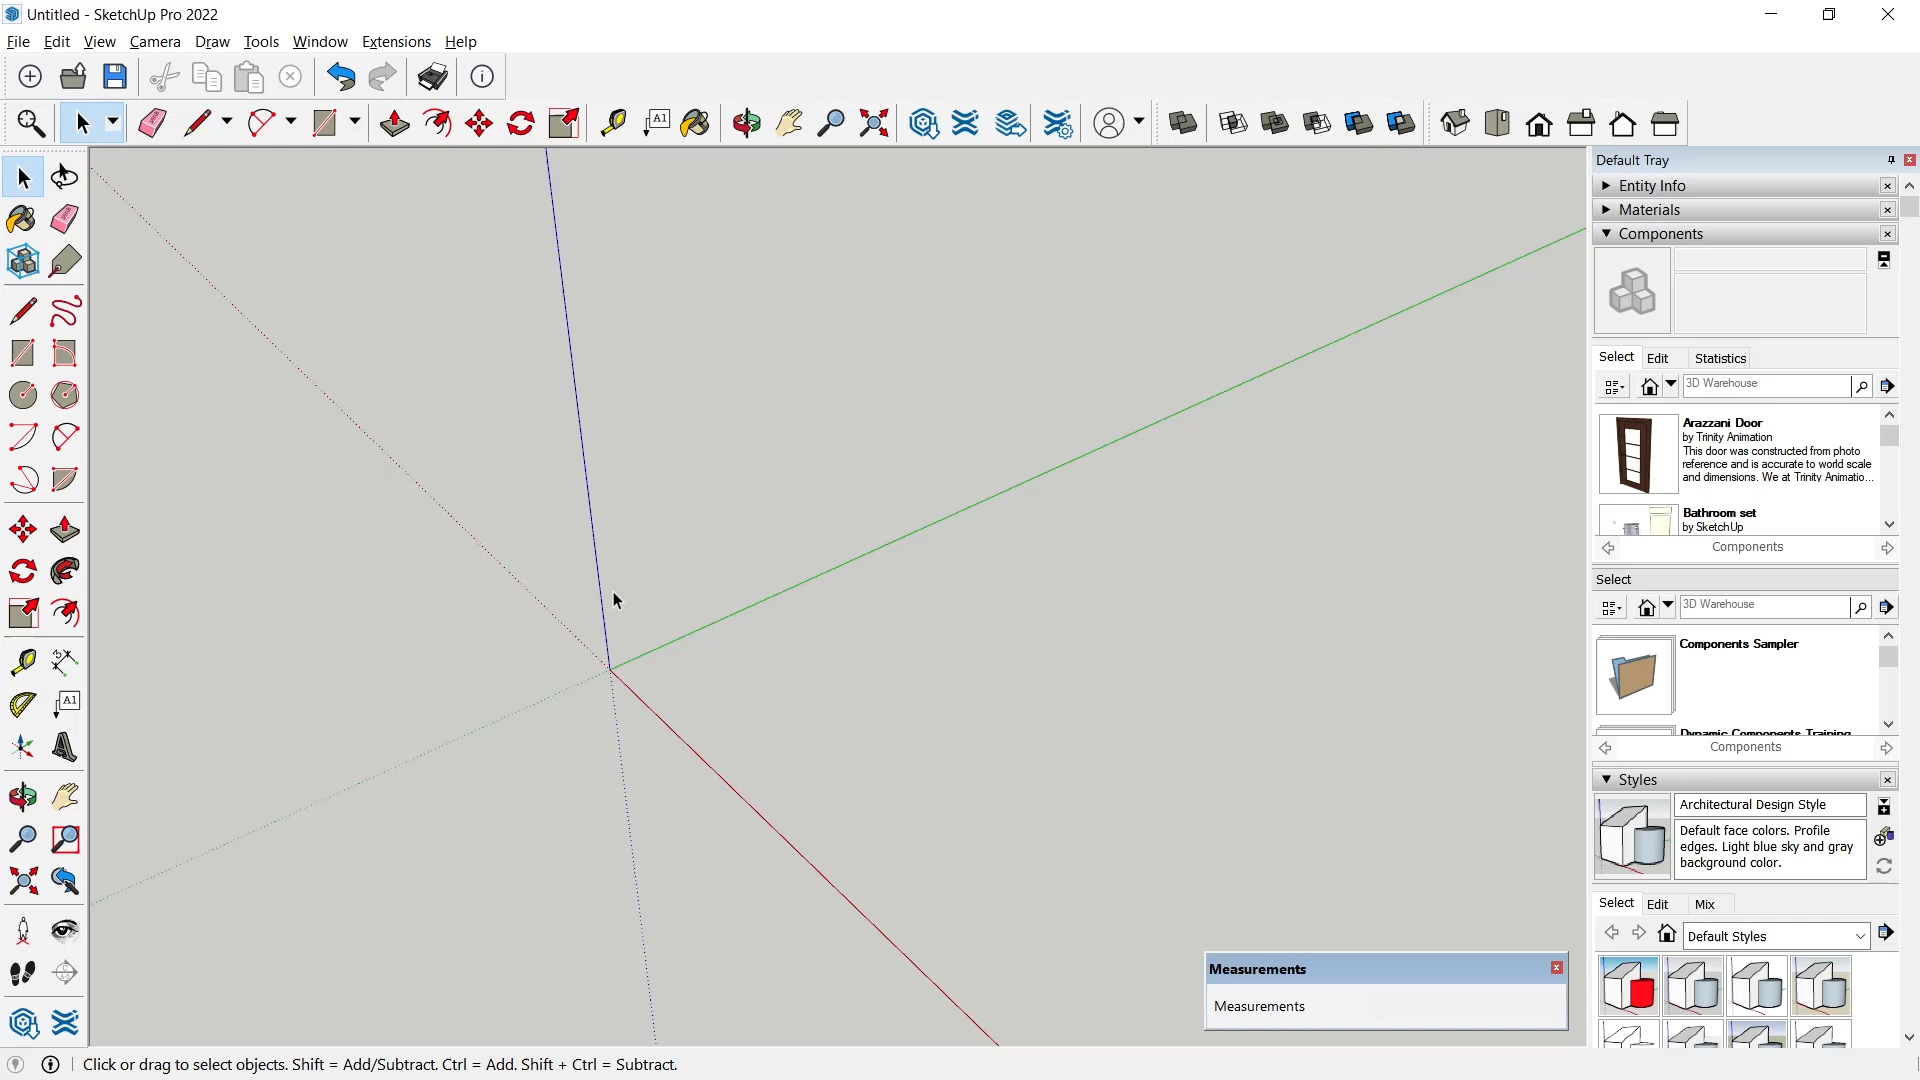 Untitled - SketchUp Pro 2022
File Edit View Camera Draw Tools Window Extensions Help
A1
Default Tray
Entity Info
Materials
Components
Select Edit Statistics
3D Warehouse
Arazzani Door
by Trinity Animation
This door was constructed from photo
reference and is accurate to world scale
and dimensions. We at Trinity Animatio...
Bathroom set
by SketchUp
Components
Select
3D Warehouse
Components Sampler
Dynamic Components Training
Components
A1
Styles
Architectural Design Style
Default face colors. Profile
edges. Light blue sky and gray
background color.
Select Edit Mix
Default Styles
Measurements
Measurements
Click or drag to select objects. Shift = Add/Subtract. Ctrl = Add. Shift + Ctrl = Subtract.